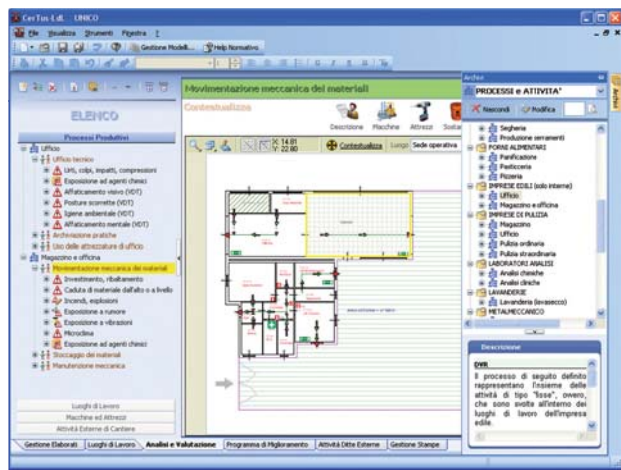 CerTus-LdL UNICO
File Visualizza Strumenti Finestra ?
Gestione Modelli... Help Normativo
ELENCO
Processi Produttivi
Ufficio
Ufficio tecnico
Urti, colpi, impatti, compressioni
Esposizione ad agenti chimici
Affaticamento visivo (VDT)
Posture scorrette (VDT)
Igiene ambientale (VDT)
Affaticamento mentale (VDT)
Archiviazione pratiche
Uso delle attrezzature di ufficio
Magazzino e officina
Movimentazione meccanica dei materiali
Investimento, ribaltamento
Caduta di materiale dall'alto o a livello
Incendi, esplosioni
Esposizione a rumore
Esposizione a vibrazioni
Microclima
Esposizione ad agenti chimici
Stoccaggio dei materiali
Manutenzione meccanica
Luoghi di Lavoro
Macchine ed Attrezzi
Attività Esterne di Cantiere
Movimentazione meccanica dei materiali
Contestualizza
Descrizione Macchine Attrezzi Sostan
X: 14.81
Y: 22.80
Contestualizza Luogo Sede operativa
Archivi
PROCESSI e ATTIVITA'
Nascondi Modifica
Segheria
Produzione serramenti
FORNI ALIMENTARI
Panificazione
Pasticceria
Pizzeria
IMPRESE EDILI (solo interne)
Ufficio
Magazzino e officina
IMPRESE DI PULIZIA
Magazzino
Ufficio
Pulizia ordinaria
Pulizia straordinaria
LABORATORI ANALISI
Analisi chimiche
Analisi cliniche
LAVANDERIE
Lavanderia (lavasecco)
METALMECCANICO
Descrizione
DVR
Il processo di seguito definito
rappresentano l'insieme delle
attività di tipo "fisse", ovvero,
che sono svolte all'interno dei
luoghi di lavoro dell'impresa
edile.
Archivi
Gestione Elaborati Luoghi di Lavoro Analisi e Valutazione Programma di Miglioramento Attività Ditte Esterne Gestione Stampe